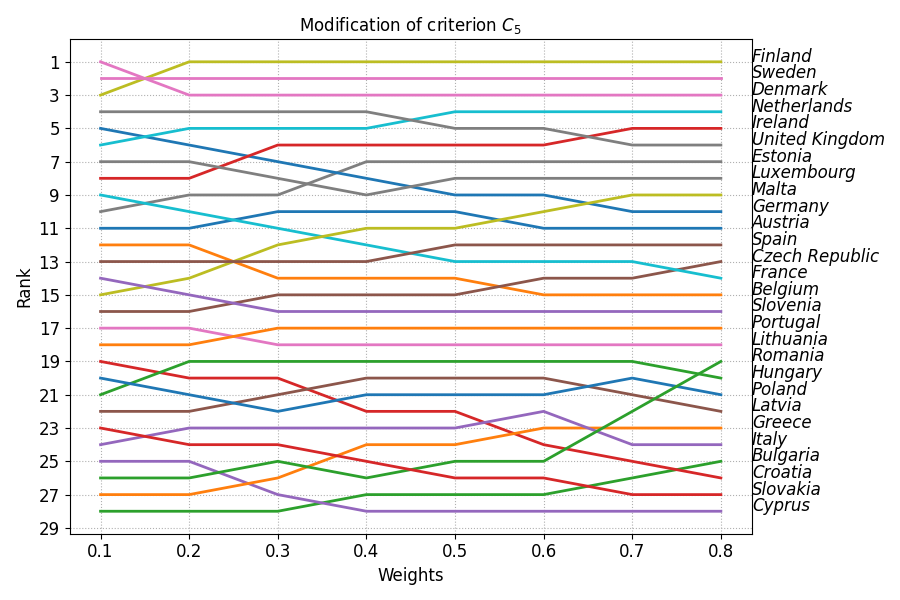 Modification of criterion C5
Rank
1
3
5
7
9
11
13
15
17
19
21
23
25
27
29
Finland
Sweden
Denmark
Netherlands
Ireland
United Kingdom
Estonia
Luxembourg
Malta
Germany
Austria
Spain
Czech Republic
France
Belgium
Slovenia
Portugal
Lithuania
Romania
Hungary
Poland
Latvia
Greece
Italy
Bulgaria
Croatia
Slovakia
Cyprus
0.1 0.2 0.3 0.4 0.5 0.6 0.7 0.8
Weights